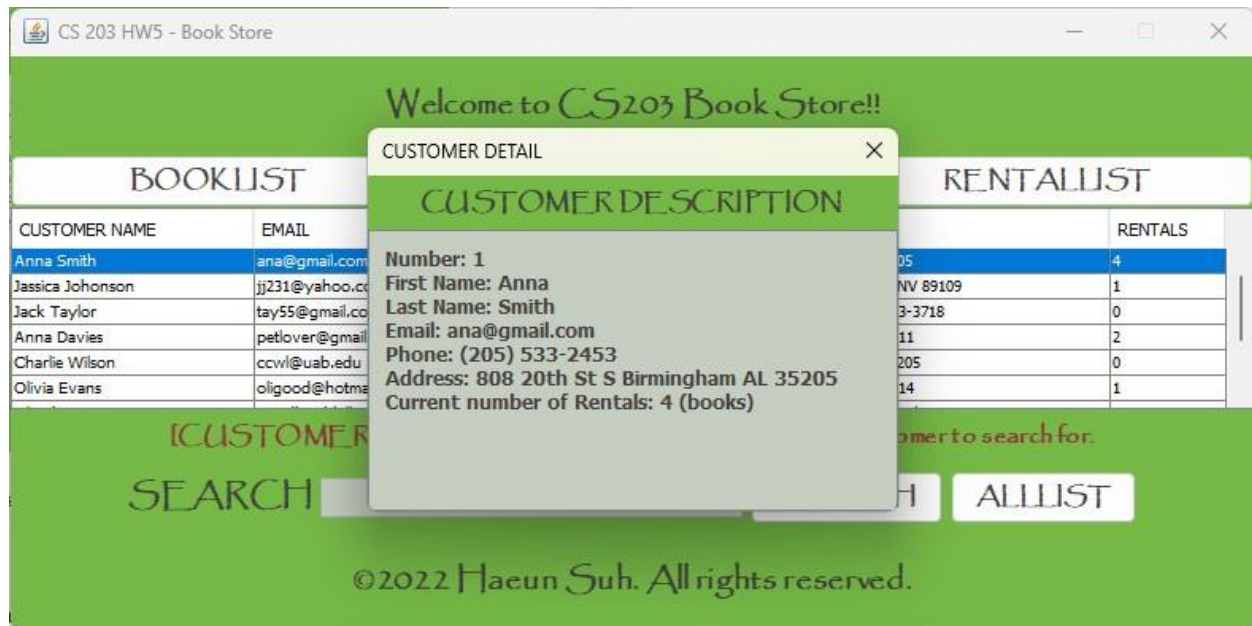 CS 203 HW5 - Book Store
Welcome to CS203 Book Store!!
CUSTOMER DETAIL
BOOKLIST RENTALLIST
CUSTOMER DESCRIPTION
CUSTOMER NAME EMAIL RENTALS
Anna Smith ana@gmail.com 05 4
Jassica Johonson jj231@yahoo.co NV 89109 1
Jack Taylor tay55@gmail.co 3-3718 0
Anna Davies petlover@gmail 11 2
Charlie Wilson ccwl@uab.edu 205 0
Olivia Evans oligood@hotma 14 1
Number: 1
First Name: Anna
Last Name: Smith
Email: ana@gmail.com
Phone: (205) 533-2453
Address: 808 20th St S Birmingham AL 35205
Current number of Rentals: 4 (books)
[CUSTOMER omer to search for.
SEARCH H ALLLIST
©2022 Haeun Suh. All rights reserved.